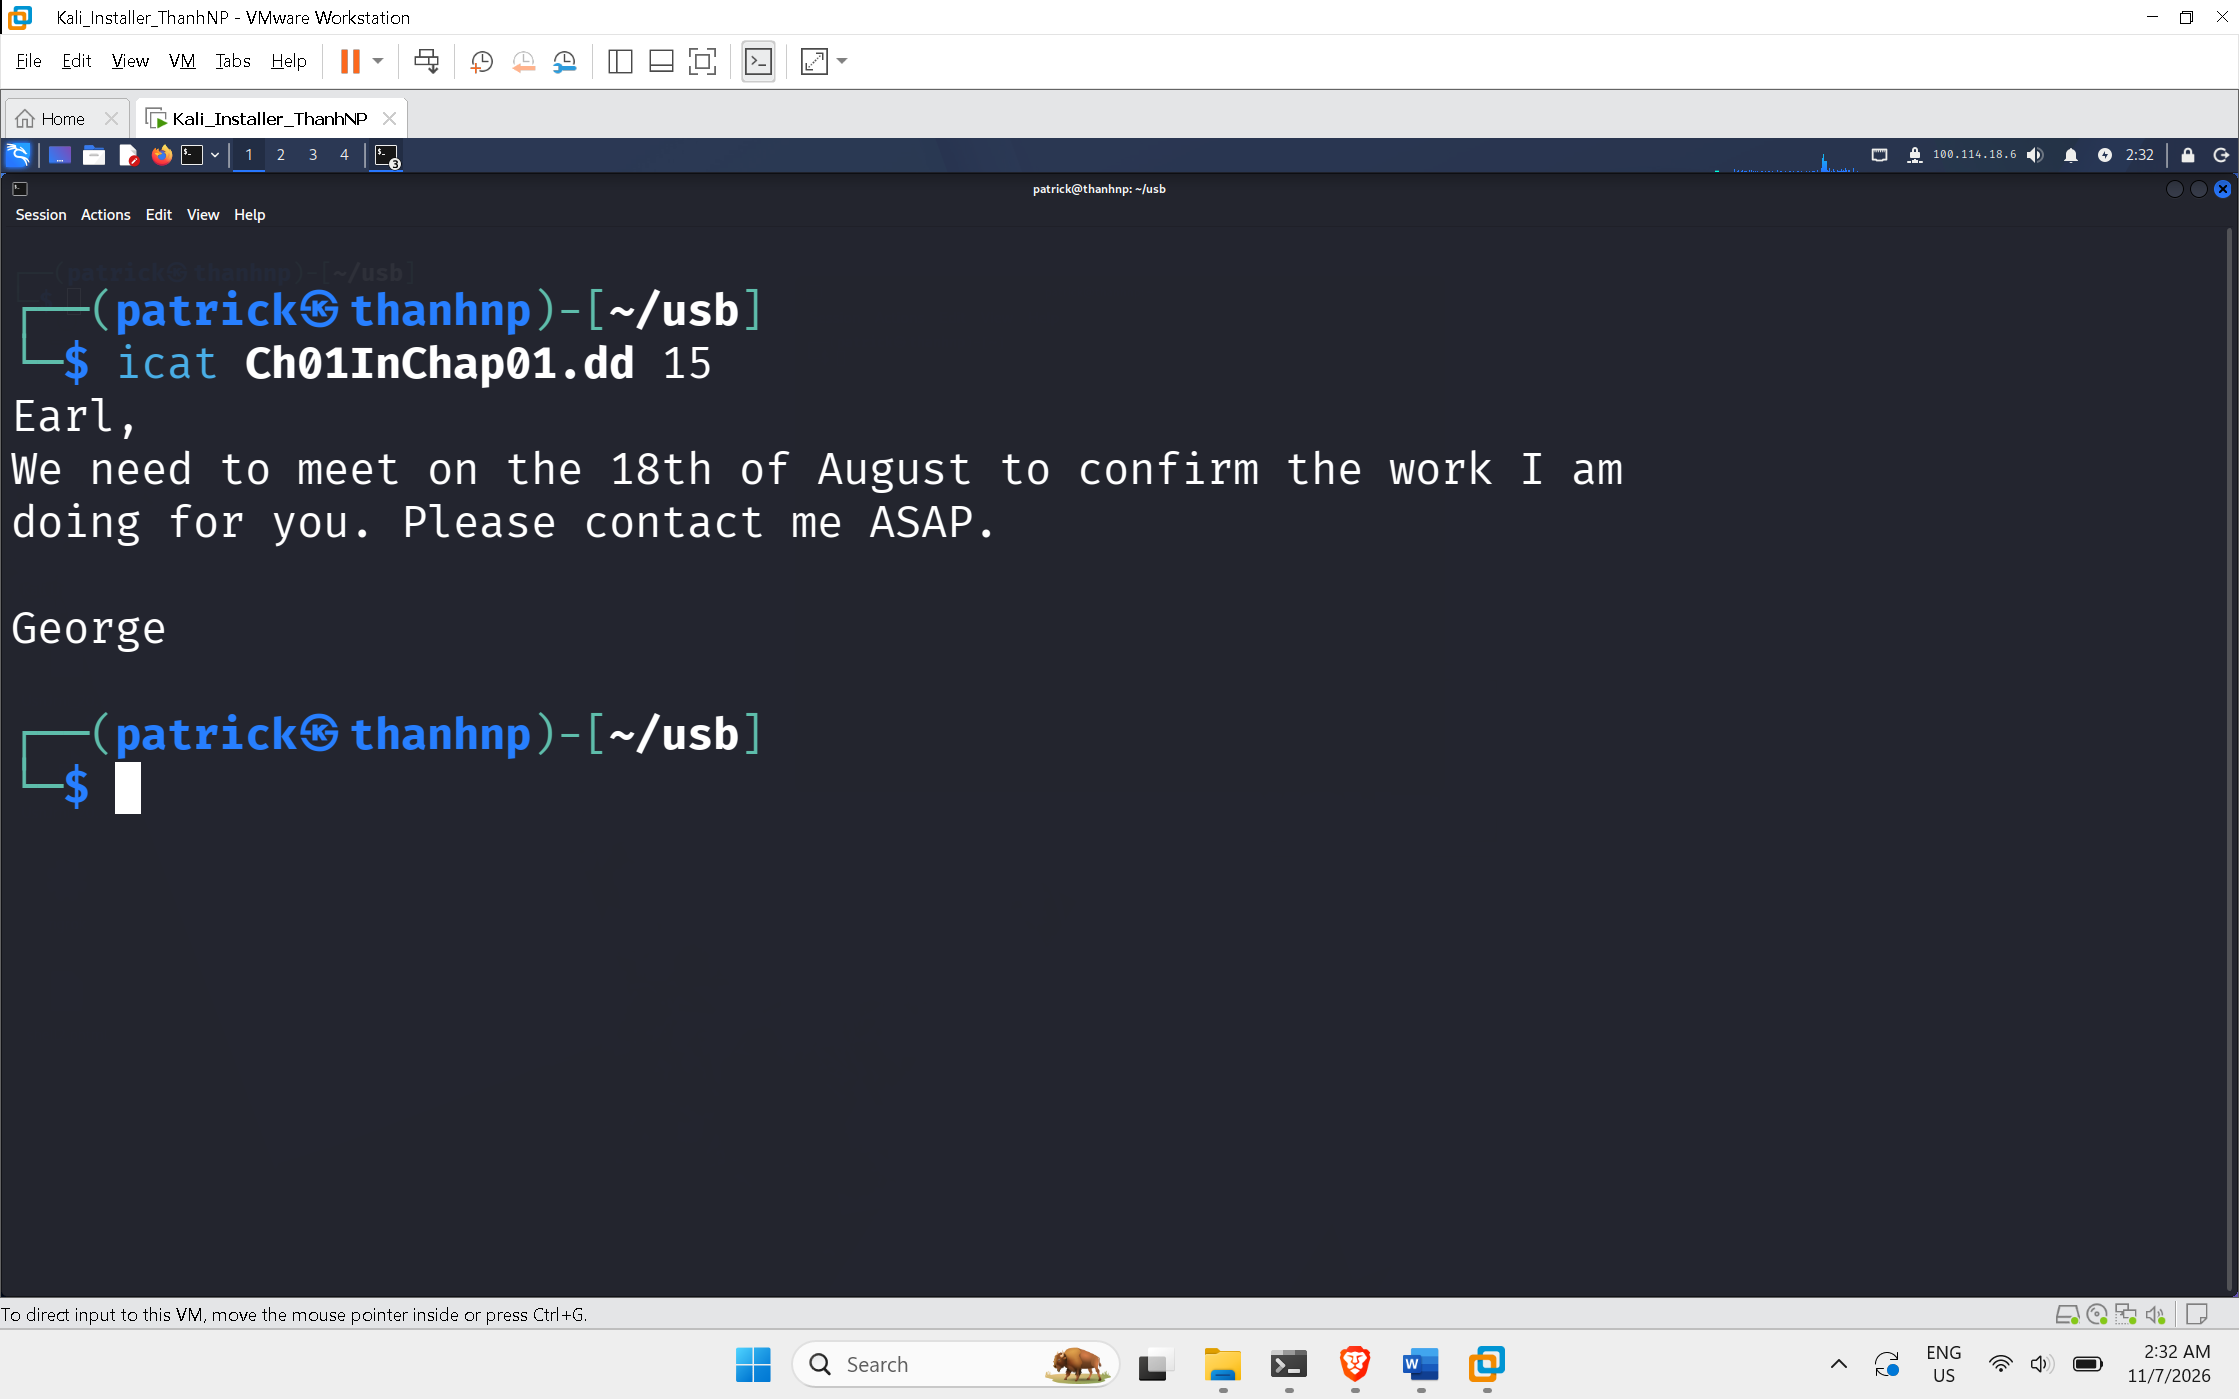 Kali_Installer_ThanhNP - VMware Workstation
File Edit View VM Tabs Help
Home Kali_Installer_ThanhNP
1 2 3 4 3 100.114.18.6 2:32
patrick@thanhnp: ~/usb
Session Actions Edit View Help
(patrick㉿thanhnp)-[~/usb]
(patrick㉿thanhnp)-[~/usb]
$ icat Ch01InChap01.dd 15
Earl,
We need to meet on the 18th of August to confirm the work I am
doing for you. Please contact me ASAP.
George
(patrick㉿thanhnp)-[~/usb]
$
To direct input to this VM, move the mouse pointer inside or press Ctrl+G.
Search
ENG
US
2:32 AM
11/7/2026